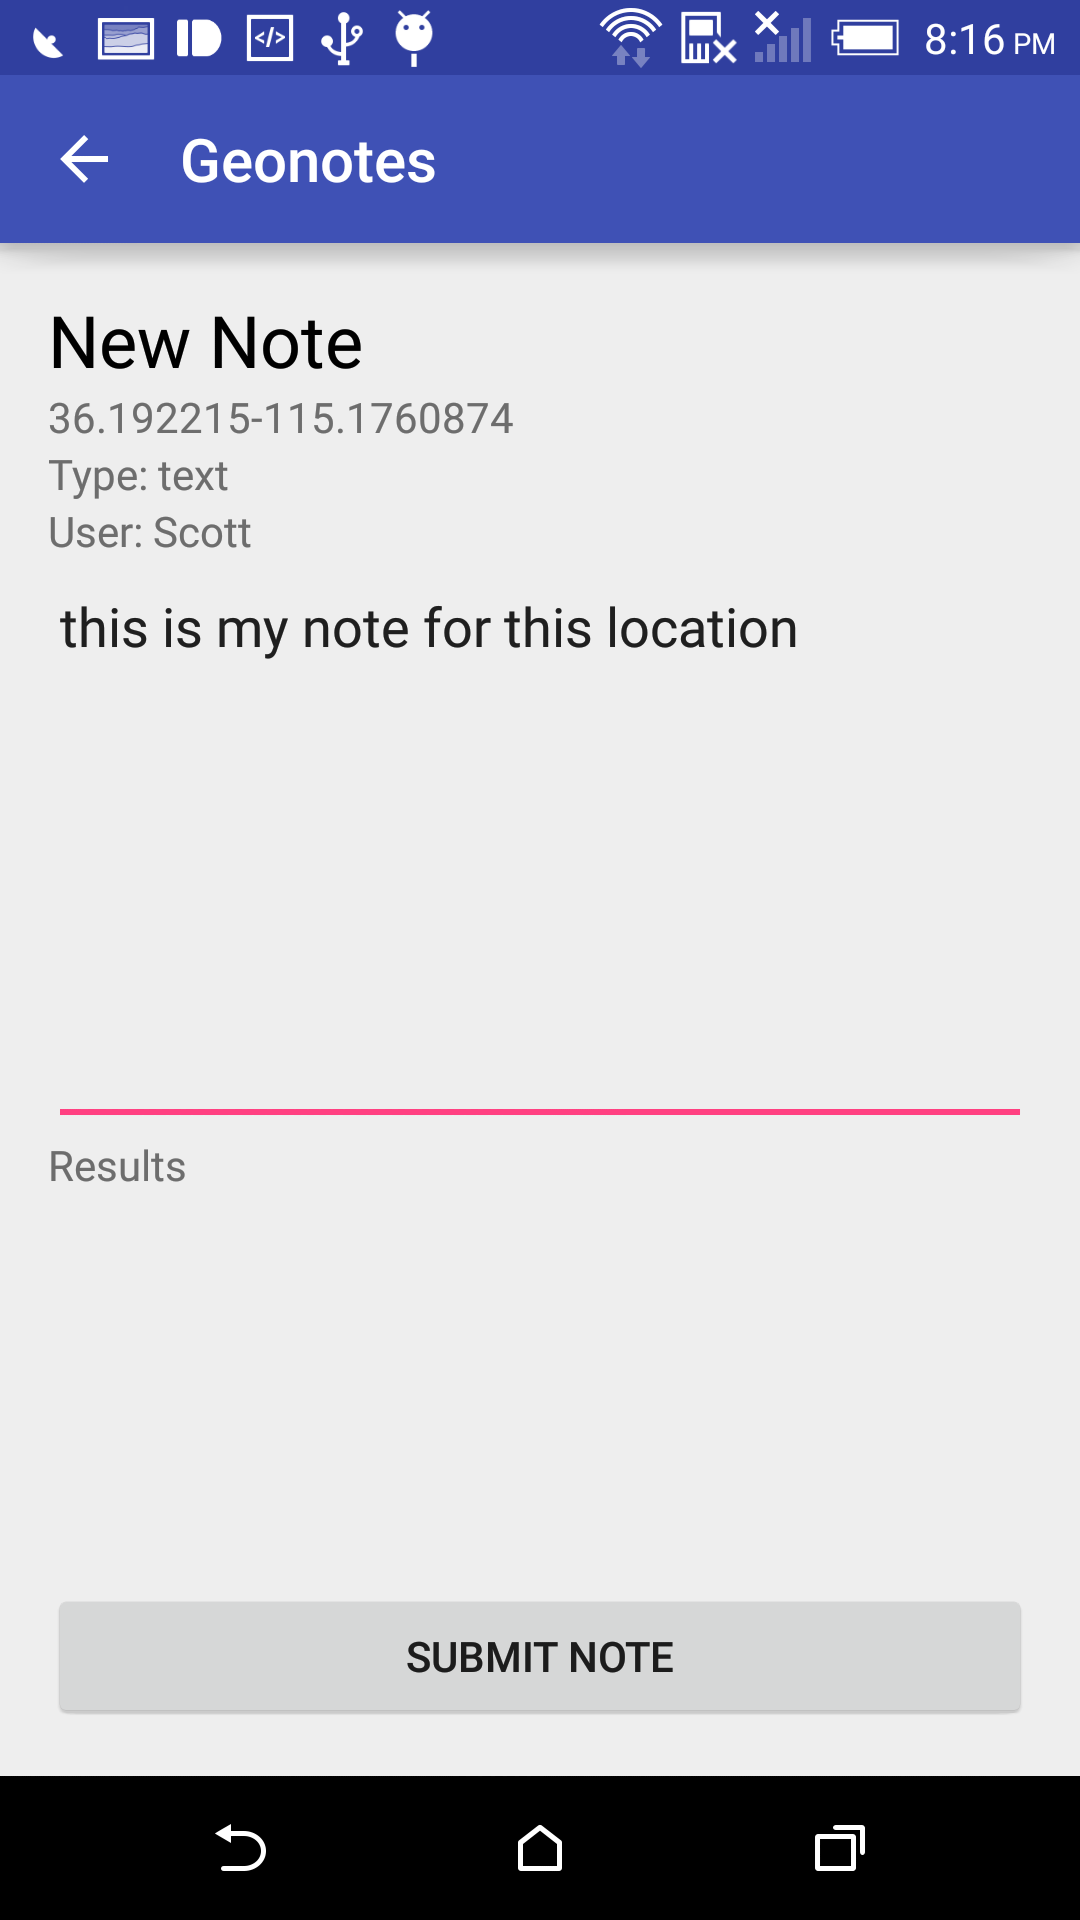 8:16 PM
Geonotes
New Note
36.192215-115.1760874
Type: text
User: Scott
this is my note for this location
Results
SUBMIT NOTE